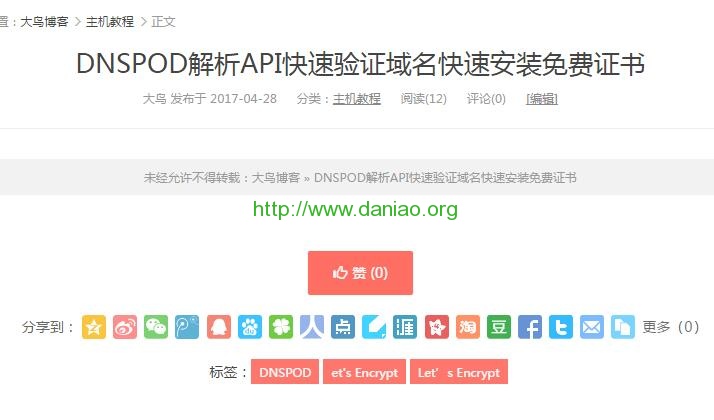 置：大鸟博客 > 主机教程 > 正文
DNSPOD解析API快速验证域名快速安装免费证书
大鸟 发布于 2017-04-28 分类：主机教程 阅读(12) 评论(0) [编辑]
未经允许不得转载：大鸟博客 » DNSPOD解析API快速验证域名快速安装免费证书
http://www.daniao.org
赞 (0)
分享到： 人 点 涯 淘 豆 f 更多 (0)
标签： DNSPOD et's Encrypt Let’s Encrypt